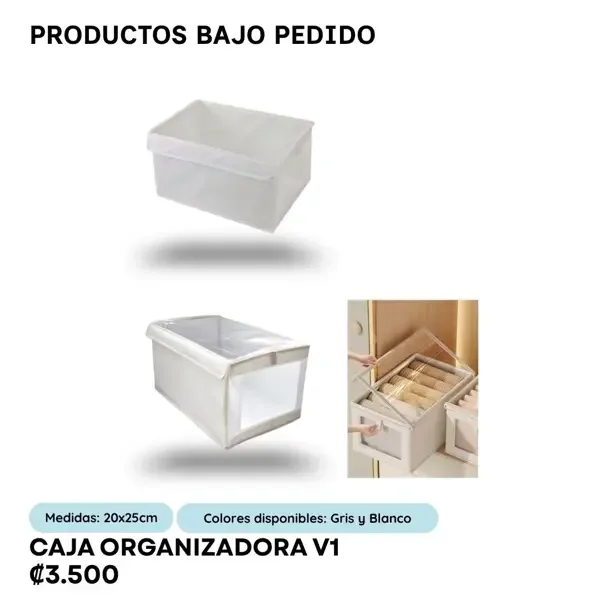 PRODUCTOS BAJO PEDIDO
Medidas: 20x25cm
Colores disponibles: Gris y Blanco
CAJA ORGANIZADORA V1
₡3.500